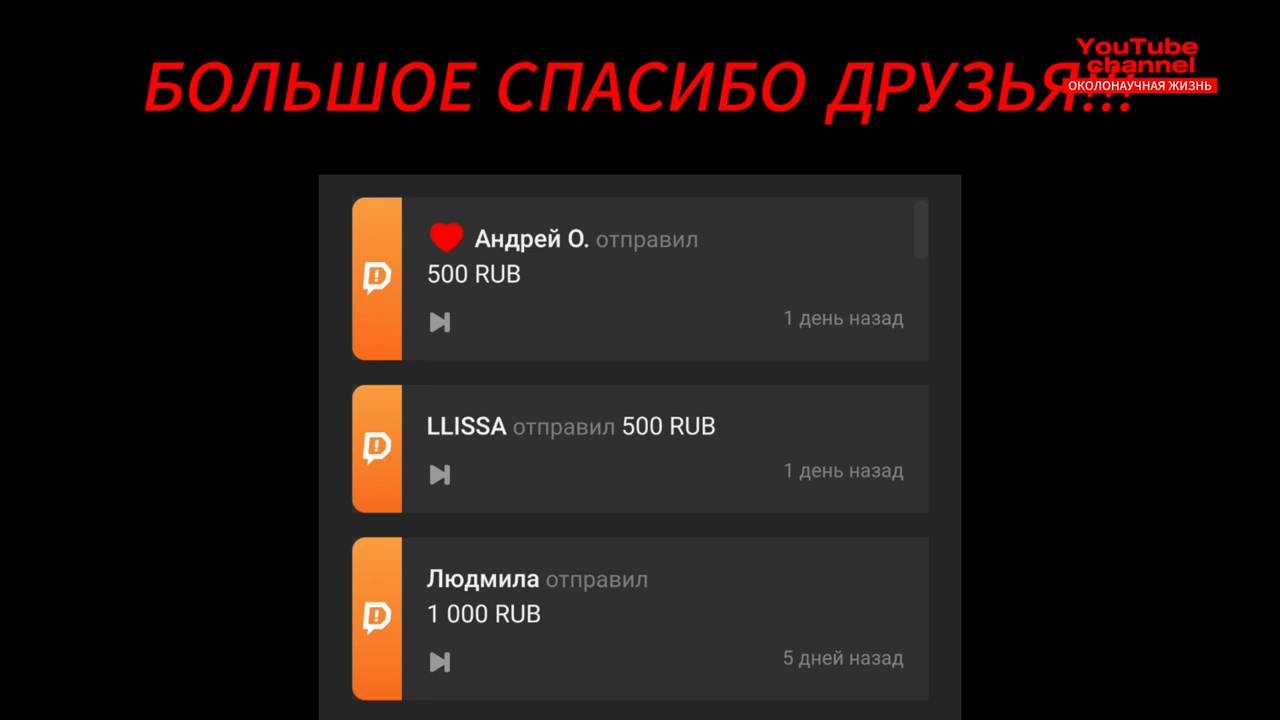 YouTube
channel
ОКОЛОНАУЧНАЯ ЖИЗНЬ
БОЛЬШОЕ СПАСИБО ДРУЗЬЯ!!!
Андрей О. отправил
500 RUB
1 день назад
LLISSA отправил 500 RUB
1 день назад
Людмила отправил
1 000 RUB
5 дней назад